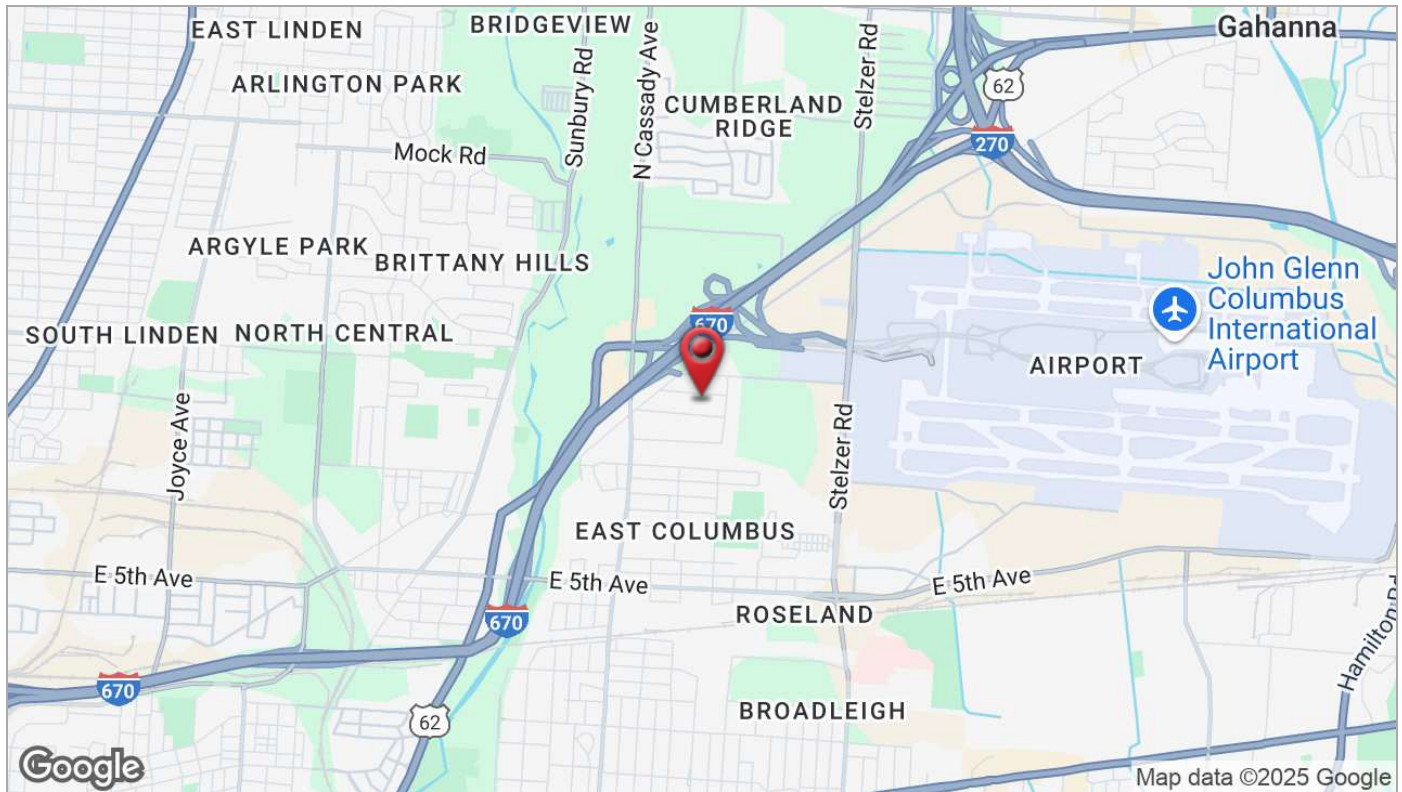 EAST LINDEN
BRIDGEVIEW
Gahanna
ARLINGTON PARK
Sunbury Rd
N Cassady Ave
Stelzer Rd
62
CUMBERLAND
RIDGE
270
Mock Rd
ARGYLE PARK
BRITTANY HILLS
John Glenn
Columbus
International
Airport
670
SOUTH LINDEN
NORTH CENTRAL
AIRPORT
Joyce Ave
Stelzer Rd
EAST COLUMBUS
E 5th Ave
E 5th Ave
E 5th Ave
670
ROSELAND
Hamilton Rd
670
62
BROADLEIGH
Google
Map data ©2025 Google